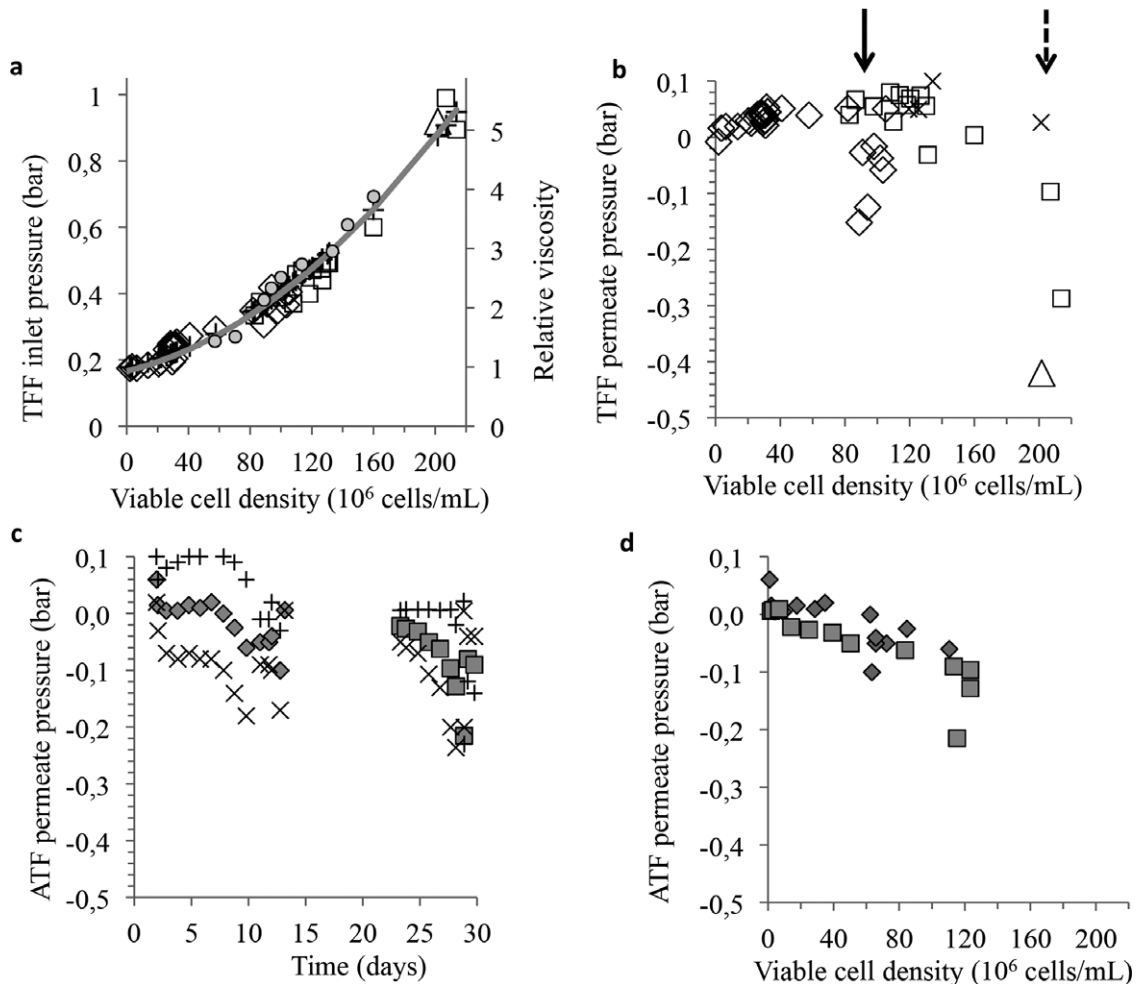 a
1
0,8
0,6
0,4
0,2
0
TFF inlet pressure (bar)
5
4
3
2
1
0
Relative viscosity
0 40 80 120 160 200
Viable cell density (10⁶ cells/mL)
b
0,1
0
-0,1
-0,2
-0,3
-0,4
-0,5
TFF permeate pressure (bar)
0 40 80 120 160 200
Viable cell density (10⁶ cells/mL)
c
0,1
0,0
-0,1
-0,2
-0,3
-0,4
-0,5
ATF permeate pressure (bar)
0 5 10 15 20 25 30
Time (days)
d
0,1
0,0
-0,1
-0,2
-0,3
-0,4
-0,5
ATF permeate pressure (bar)
0 40 80 120 160 200
Viable cell density (10⁶ cells/mL)